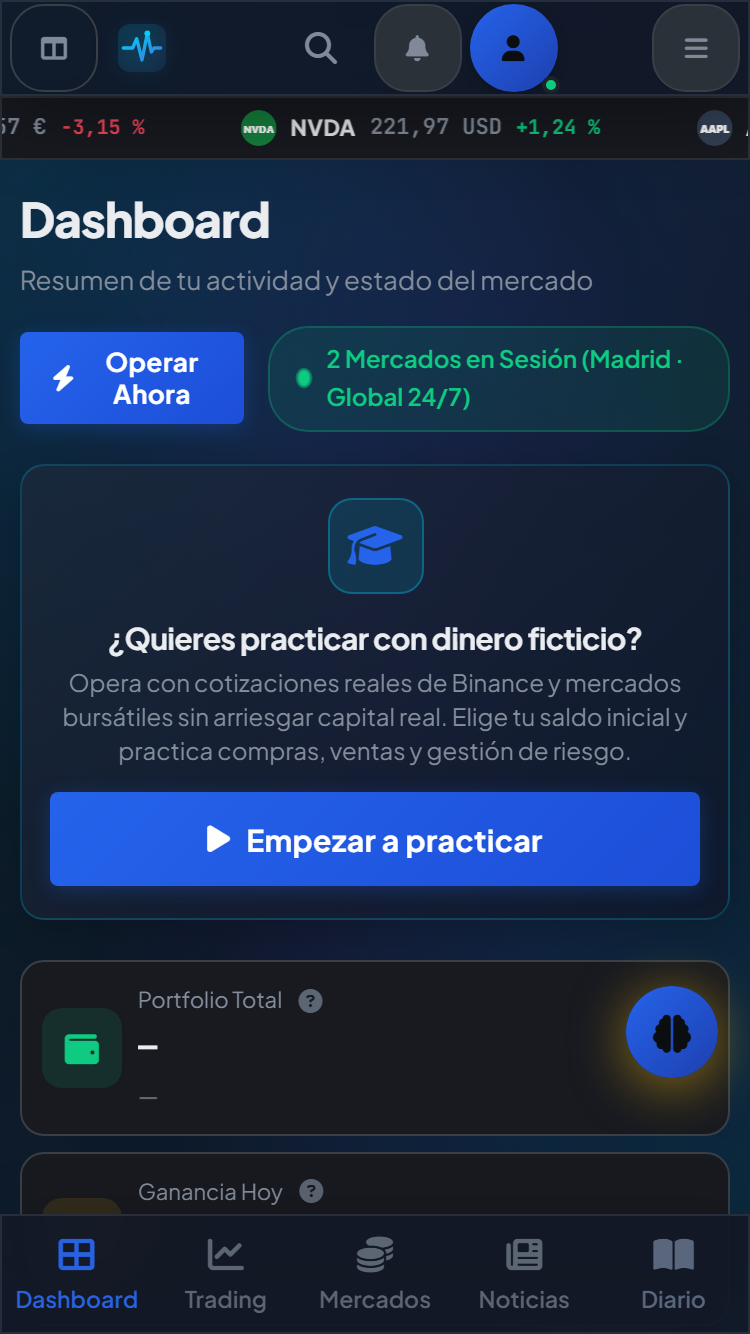 57 € -3,15 % NVDA NVDA 221,97 USD +1,24 % AAPL
Dashboard
Resumen de tu actividad y estado del mercado
Operar
Ahora
2 Mercados en Sesión (Madrid ·
Global 24/7)
¿Quieres practicar con dinero ficticio?
Opera con cotizaciones reales de Binance y mercados
bursátiles sin arriesgar capital real. Elige tu saldo inicial y
practica compras, ventas y gestión de riesgo.
Empezar a practicar
Portfolio Total ?
—
—
Ganancia Hoy ?
Dashboard Trading Mercados Noticias Diario